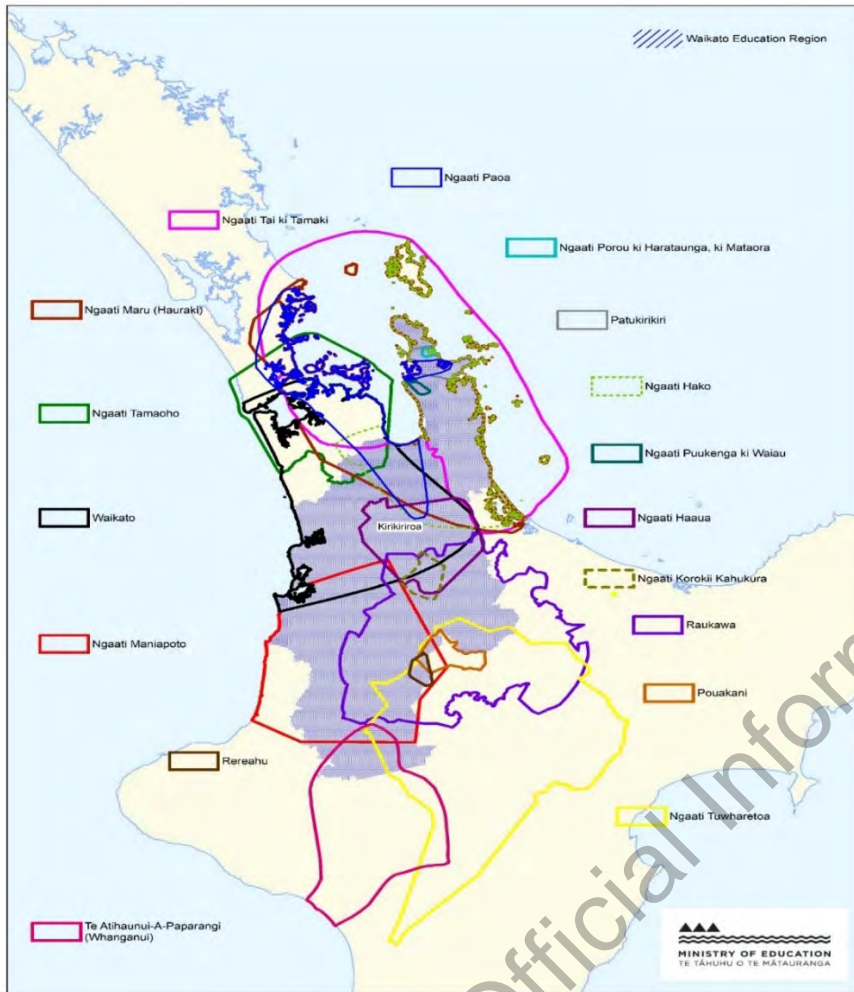 Waikato Education Region
Ngaati Paoa
Ngaati Tai ki Tamaki
Ngaati Porou ki Harataunga, ki Mataora
Ngaati Maru (Hauraki)
Patukirikiri
Ngaati Hako
Ngaati Tamaoho
Ngaati Puukenga ki Waiau
Waikato
Ngaati Haaua
Kirikiriroa
Ngaati Korokii Kahukura
Raukawa
Ngaati Maniapoto
Pouakani
Rereahu
Ngaati Tuwharetoa
Te Atihaunui-A-Paparangi
(Whanganui)
MINISTRY OF EDUCATION
TE TĀHUHU O TE MĀTAURANGA
Official Inform